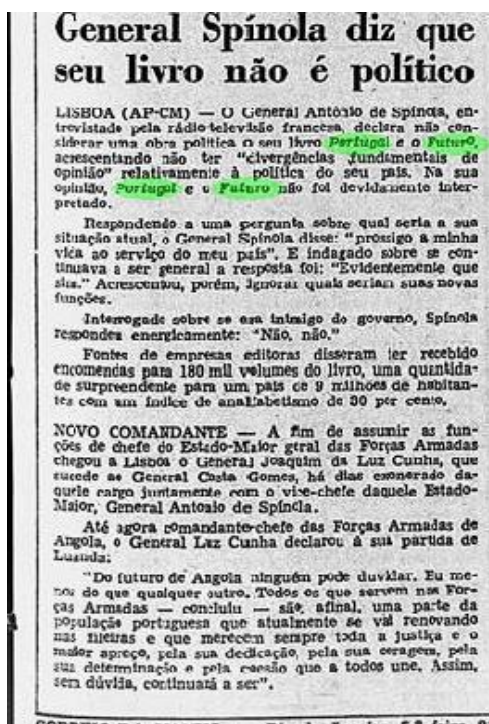 General Spínola diz que
seu livro não é político
LISBOA (AP-CM) — O General Antônio de Spínola, en-
trevistado pela rádio-televisão francesa, declara não con-
siderar uma obra política o seu livro Portugal e o Futuro,
acrescentando não ter "divergências fundamentais de
opinião" relativamente à política do seu país. Na sua
opinião, Portugal e o Futuro não foi devidamente inter-
pretado.
Respondendo a uma pergunta sobre qual seria a sua
situação atual, o General Spínola disse: "prossigo a minha
vida ao serviço do meu país". E indagado sobre se con-
tinuava a ser general a resposta foi: "Evidentemente que
sim." Acrescentou, porém, ignorar quais seriam suas novas
funções.
Interrogado sobre se era inimigo do governo, Spínola
respondeu energicamente: "Não, não."
Fontes de empresas editoras disseram ter recebido
encomendas para 180 mil volumes do livro, uma quantida-
de surpreendente para um país de 9 milhões de habitan-
tes com um índice de analfabetismo de 30 por cento.
NOVO COMANDANTE — A fim de assumir as fun-
ções de chefe do Estado-Maior geral das Forças Armadas
chegou a Lisboa o General Joaquim da Luz Cunha, que
sucede ao General Costa Gomes, há dias exonerado da-
quele cargo juntamente com o vice-chefe daquele Estado-
Maior, General Antonio de Spíncla.
Até agora comandante-chefe das Forças Armadas de
Angola, o General Luz Cunha declarou à sua partida de
Luanda:
"Do futuro de Angola ninguém pode duvidar. Eu me-
nos do que qualquer outro. Todos os que servem nas For-
ças Armadas — concluiu — são, afinal, uma parte da
população portuguesa que atualmente se vai renovando
nas fileiras e que merecem sempre toda a justiça e o
maior apreço, pela sua dedicação, pela sua coragem, pela
sua determinação e pela coesão que a todos une. Assim,
sem dúvida, continuará a ser".